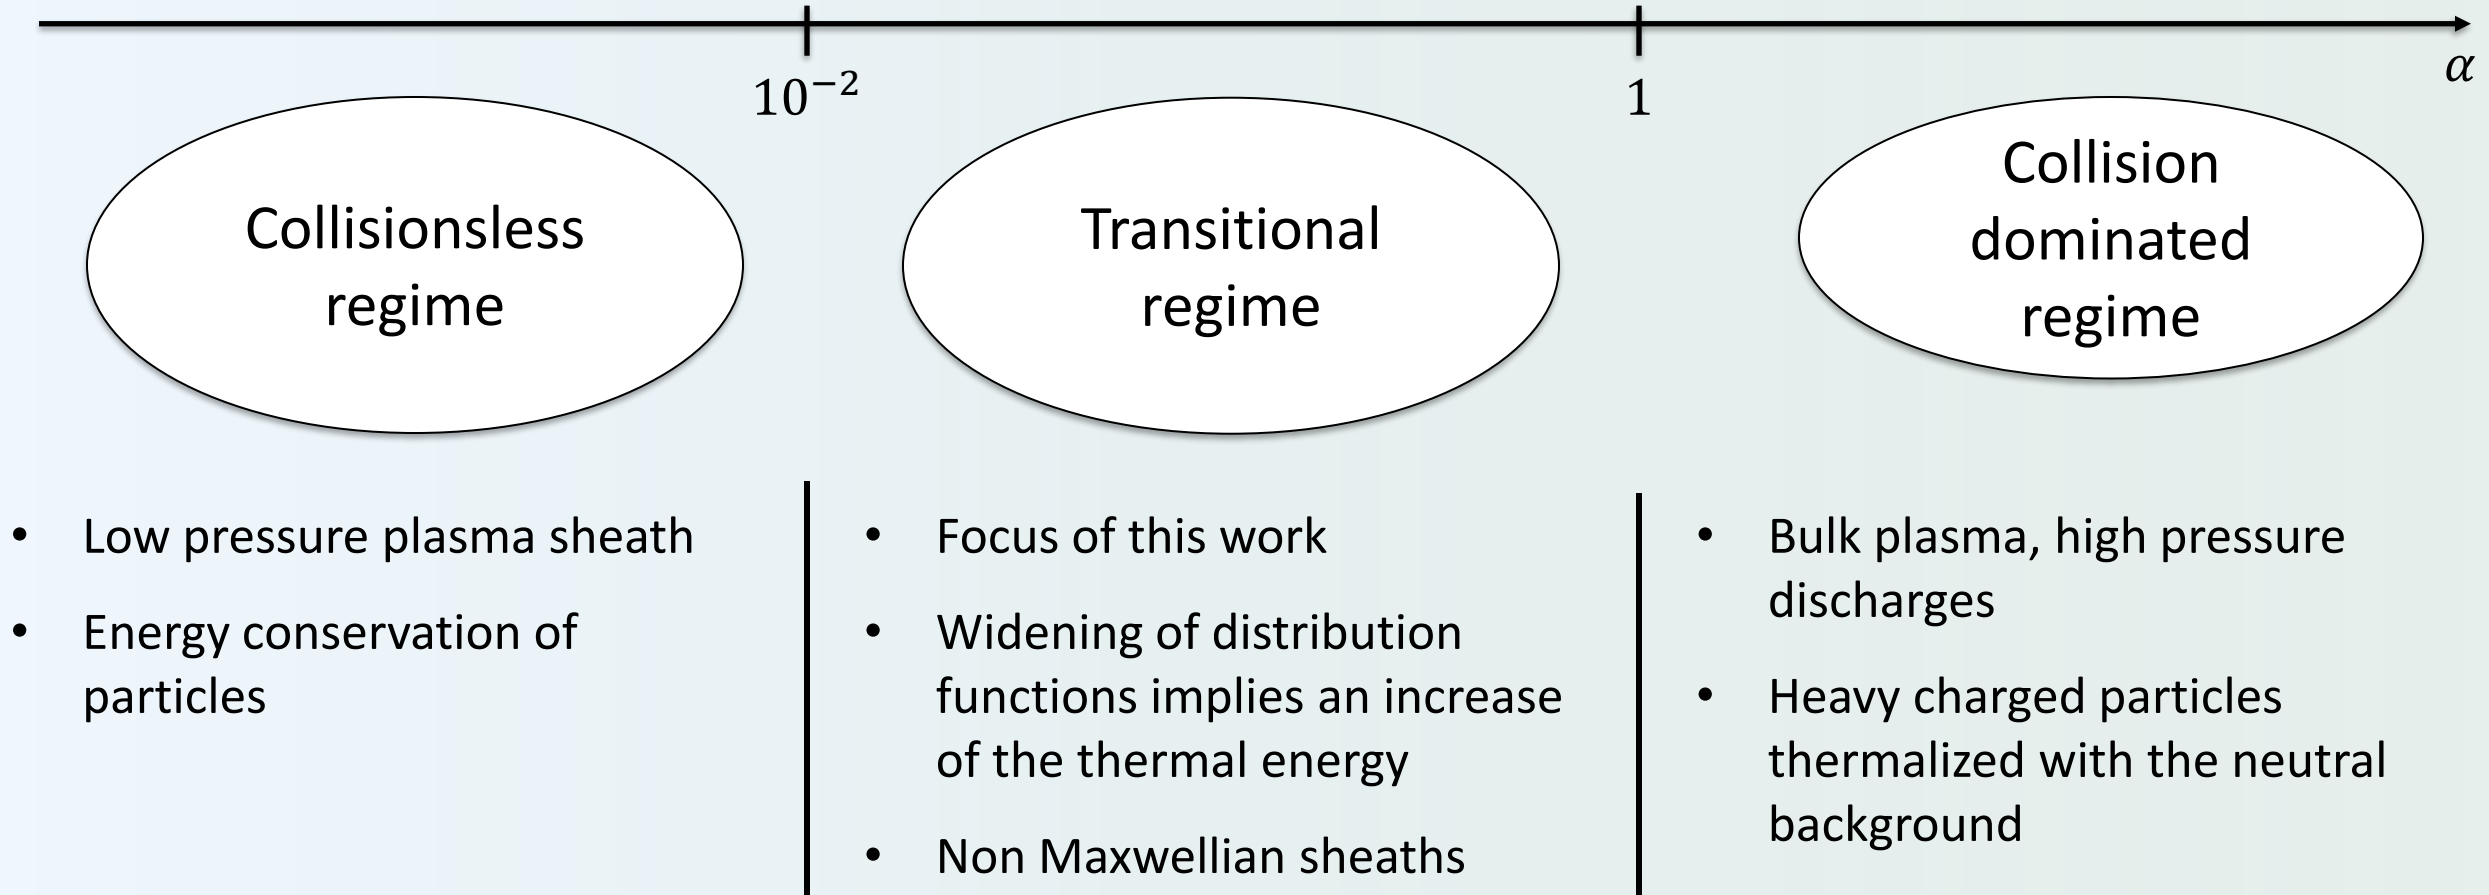 10⁻²
1
α
Collisionsless
regime
Transitional
regime
Collision
dominated
regime
• Low pressure plasma sheath
• Energy conservation of
particles
• Focus of this work
• Widening of distribution
functions implies an increase
of the thermal energy
• Non Maxwellian sheaths
• Bulk plasma, high pressure
discharges
• Heavy charged particles
thermalized with the neutral
background